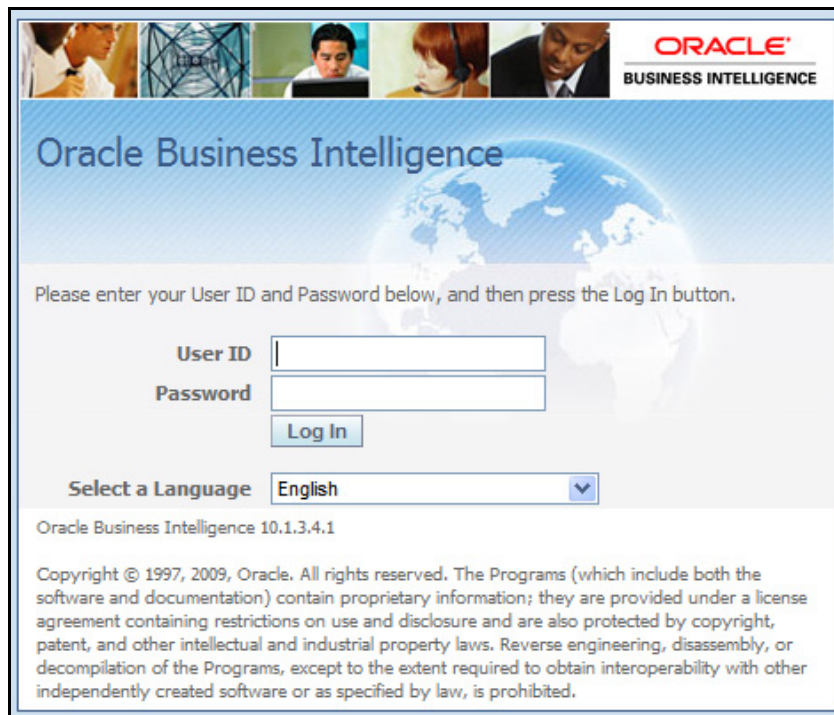 ORACLE
BUSINESS INTELLIGENCE
Oracle Business Intelligence
Please enter your User ID and Password below, and then press the Log In button.
User ID
Password
Log In
Select a Language English
Oracle Business Intelligence 10.1.3.4.1
Copyright © 1997, 2009, Oracle. All rights reserved. The Programs (which include both the
software and documentation) contain proprietary information; they are provided under a license
agreement containing restrictions on use and disclosure and are also protected by copyright,
patent, and other intellectual and industrial property laws. Reverse engineering, disassembly, or
decompilation of the Programs, except to the extent required to obtain interoperability with other
independently created software or as specified by law, is prohibited.